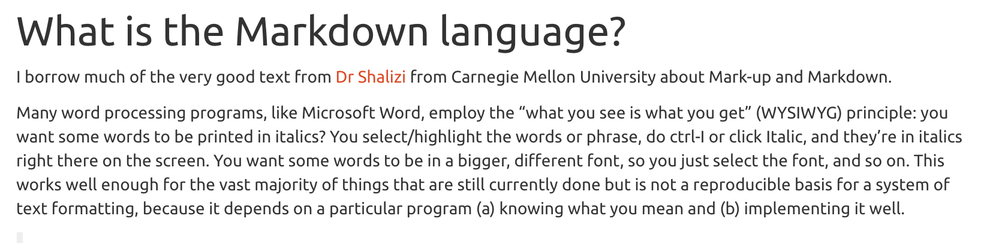 What is the Markdown language?
I borrow much of the very good text from Dr Shalizi from Carnegie Mellon University about Mark-up and Markdown.
Many word processing programs, like Microsoft Word, employ the “what you see is what you get” (WYSIWYG) principle: you
want some words to be printed in italics? You select/highlight the words or phrase, do ctrl-I or click Italic, and they’re in italics
right there on the screen. You want some words to be in a bigger, different font, so you just select the font, and so on. This
works well enough for the vast majority of things that are still currently done but is not a reproducible basis for a system of
text formatting, because it depends on a particular program (a) knowing what you mean and (b) implementing it well.